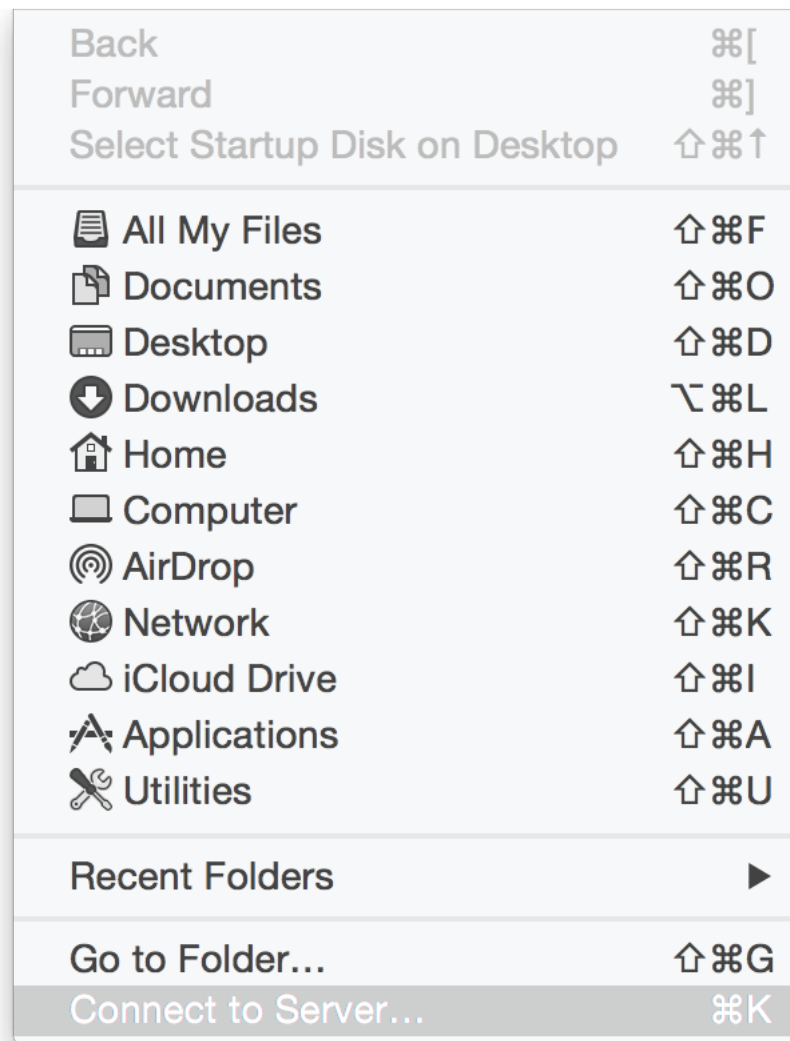 Back ⌘[
Forward ⌘]
Select Startup Disk on Desktop ⇧⌘↑
All My Files ⇧⌘F
Documents ⇧⌘O
Desktop ⇧⌘D
Downloads ⌥⌘L
Home ⇧⌘H
Computer ⇧⌘C
AirDrop ⇧⌘R
Network ⇧⌘K
iCloud Drive ⇧⌘I
Applications ⇧⌘A
Utilities ⇧⌘U
Recent Folders ▶
Go to Folder... ⇧⌘G
Connect to Server... ⌘K